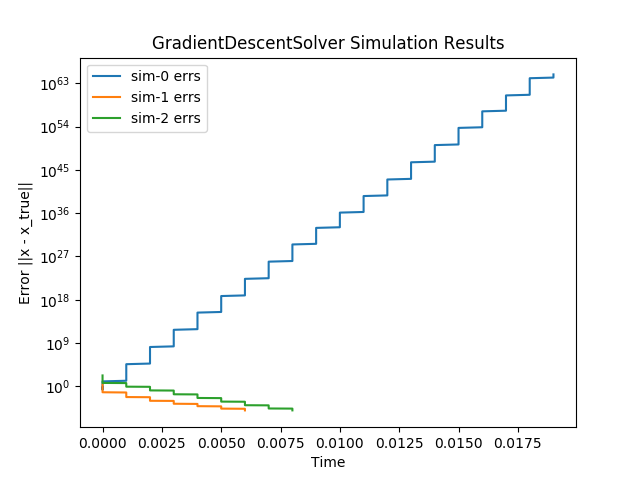 GradientDescentSolver Simulation Results
sim-0 errs
sim-1 errs
sim-2 errs
Error ||x - x_true||
10^63
10^54
10^45
10^36
10^27
10^18
10^9
10^0
0.0000 0.0025 0.0050 0.0075 0.0100 0.0125 0.0150 0.0175
Time